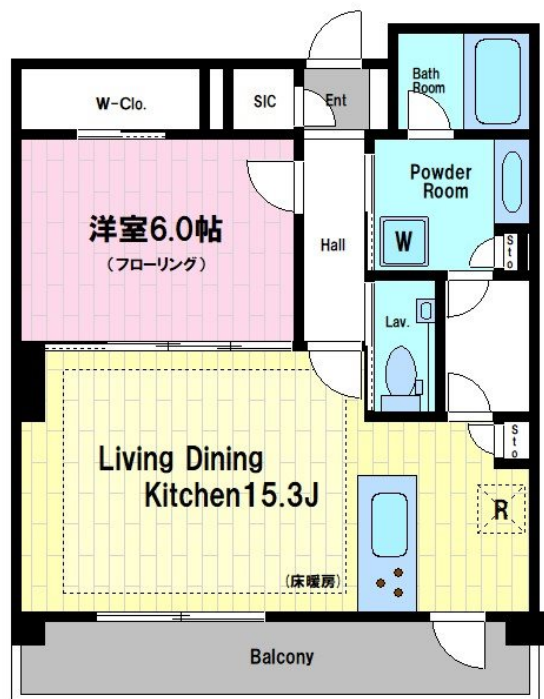 Bath
Room
W-Clo.
SIC
Ent
Powder
Room
洋室6.0帖
(フローリング)
Hall
W
Sto
Lav.
Living Dining
Kitchen15.3J
Sto
R
(床暖房)
Balcony